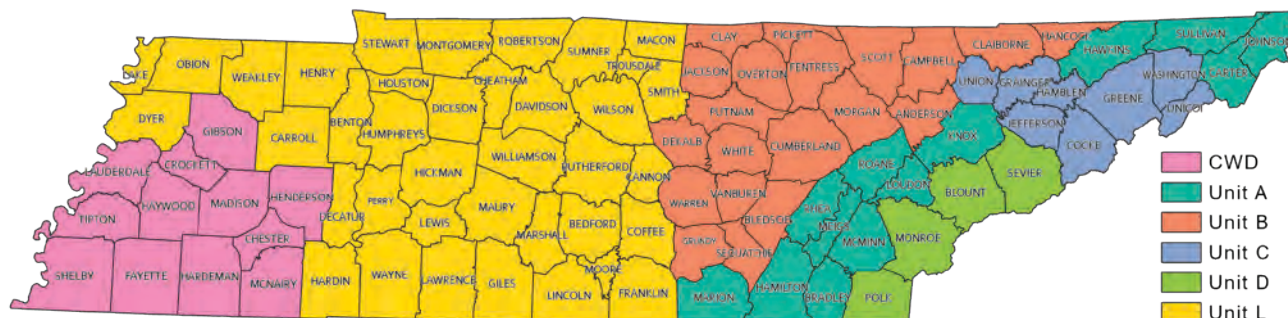 STEWART
MONTGOMERY
ROBERTSON
SUMNER
MACON
TROUSDALE
CLAY
PICKETT
SCOTT
CAMPBELL
CLAIBORNE
HANCOCK
HAWKINS
SULLIVAN
JOHNSON
LAKE
OBION
WEAKLEY
HENRY
HOUSTON
CHEATHAM
DICKSON
DAVIDSON
WILSON
SMITH
JACKSON
OVERTON
FENTRESS
UNION
GRAINGER
HAMBLEN
WASHINGTON
CARTER
GREENE
UNICOI
DYER
GIBSON
CARROLL
BENTON
HUMPHREYS
PUTNAM
MORGAN
ANDERSON
KNOX
JEFFERSON
COCKE
LAUDERDALE
CROCKETT
HAYWOOD
MADISON
HENDERSON
DECATUR
PERRY
HICKMAN
WILLIAMSON
RUTHERFORD
CANNON
DEKALB
WHITE
CUMBERLAND
ROANE
LOUDON
BLOUNT
SEVIER
TIPTON
CHESTER
LEWIS
MAURY
MARSHALL
BEDFORD
COFFEE
WARREN
VANBUREN
BLEDSOE
RHEA
MEIGS
MCMINN
MONROE
SHELBY
FAYETTE
HARDEMAN
MCNAIRY
HARDIN
WAYNE
LAWRENCE
GILES
LINCOLN
MOORE
FRANKLIN
GRUNDY
SEQUATCHIE
MARION
HAMILTON
BRADLEY
POLK
CWD
Unit A
Unit B
Unit C
Unit D
Unit L